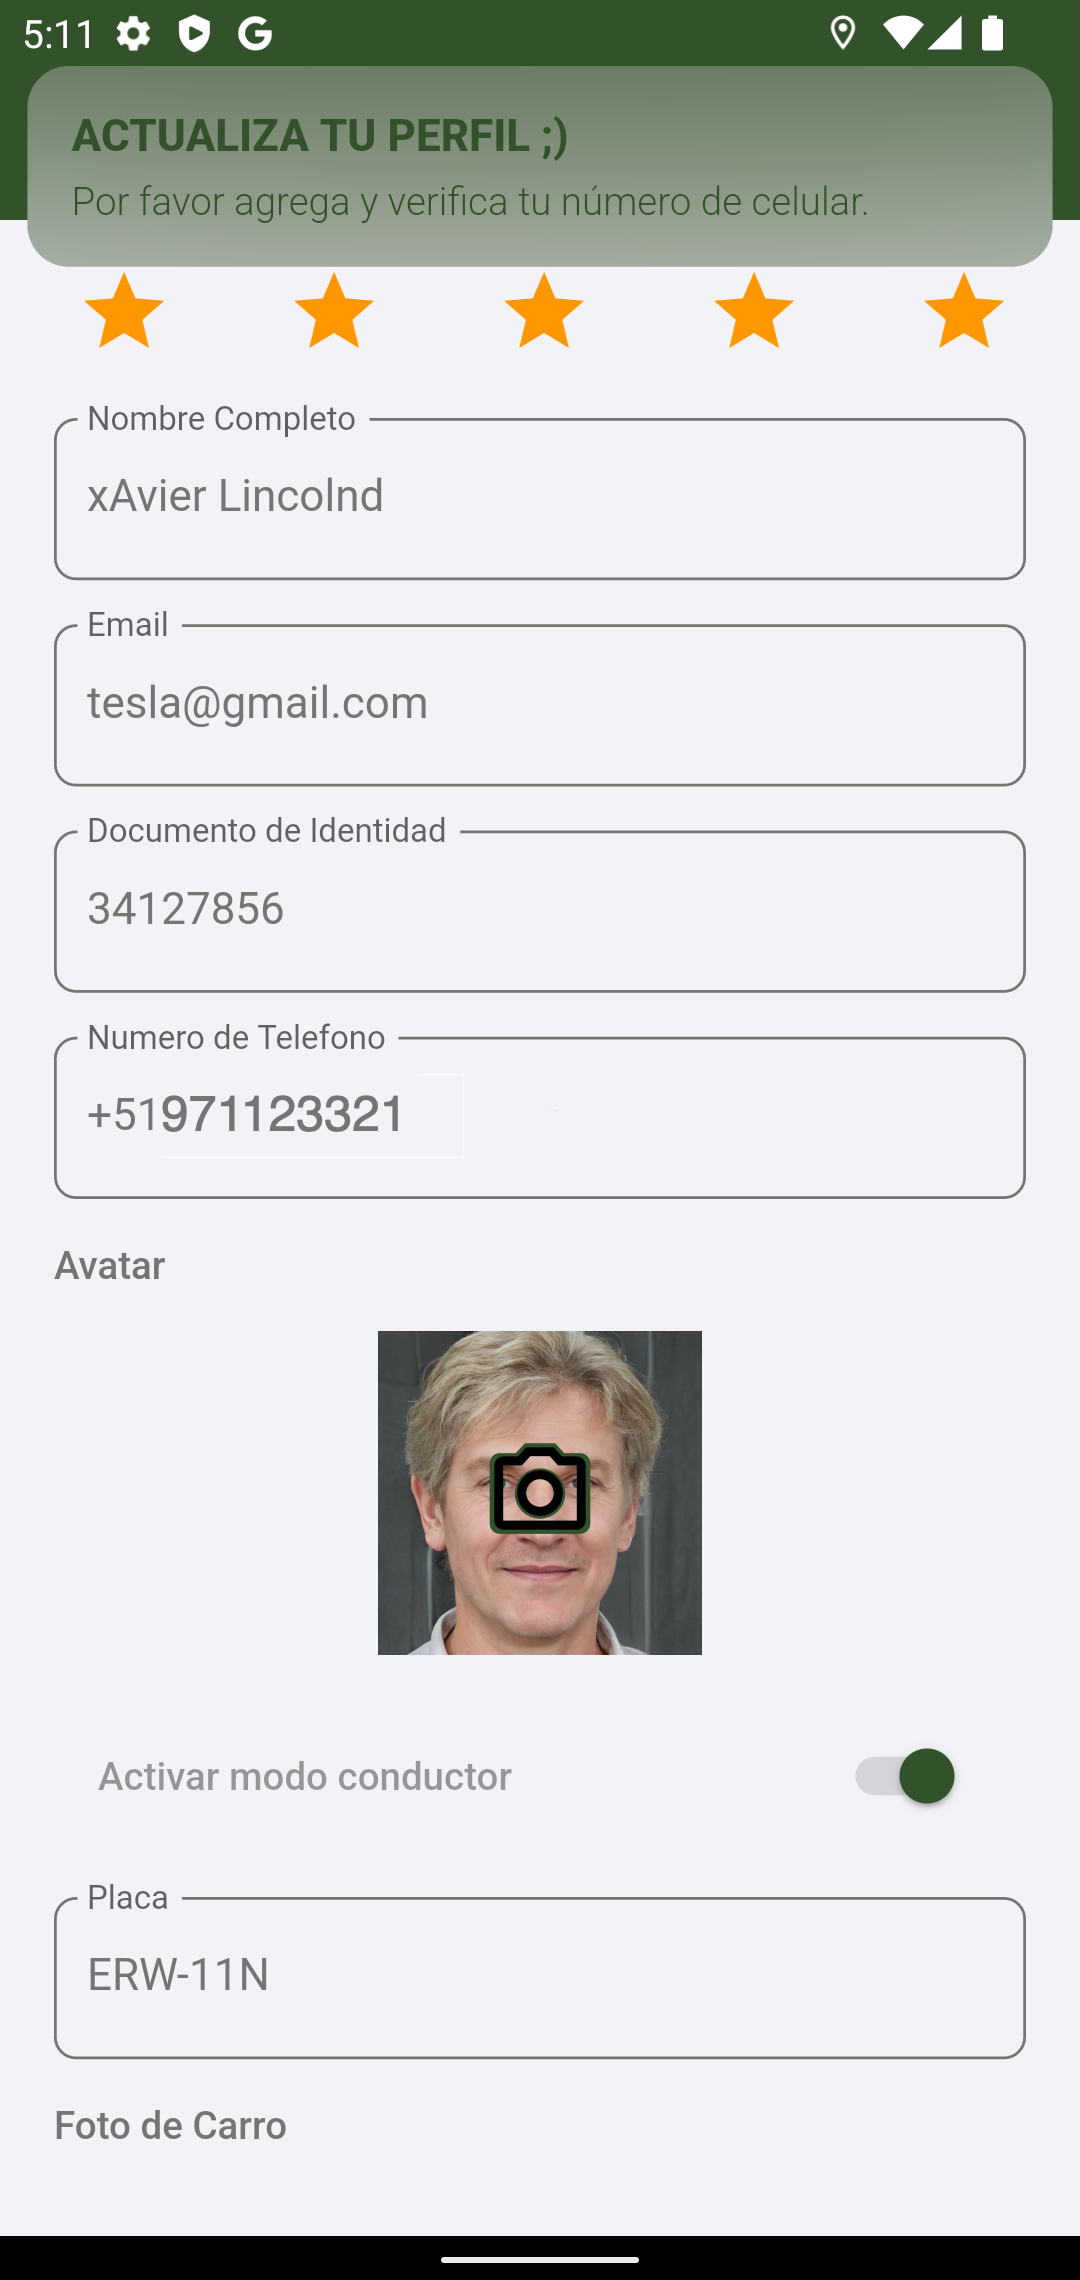 5:11
ACTUALIZA TU PERFIL ;)
Por favor agrega y verifica tu número de celular.
Nombre Completo
xAvier Lincolnd
Email
tesla@gmail.com
Documento de Identidad
34127856
Numero de Telefono
+51971123321
Avatar
Activar modo conductor
Placa
ERW-11N
Foto de Carro